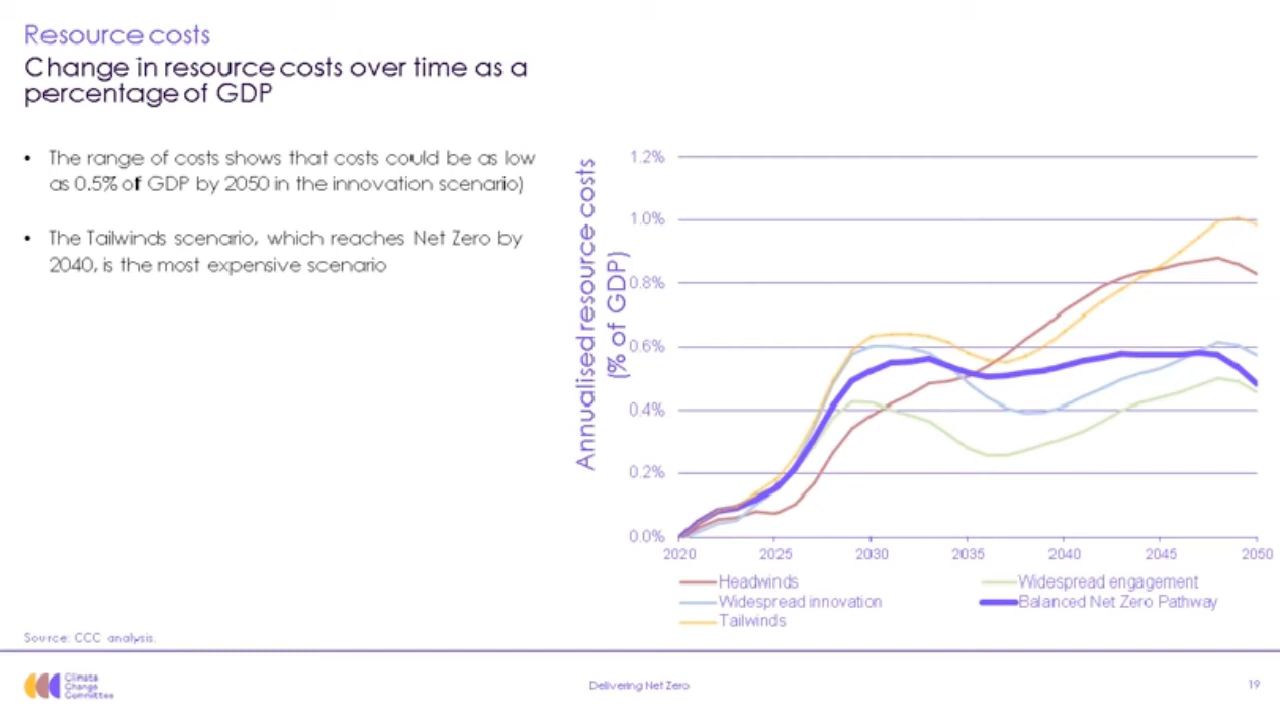 Resource costs
Change in resource costs over time as a
percentage of GDP
• The range of costs shows that costs could be as low
as 0.5% of GDP by 2050 in the innovation scenario)
• The Tailwinds scenario, which reaches Net Zero by
2040, is the most expensive scenario
Annualised resource costs
(% of GDP)
1.2%
1.0%
0.8%
0.6%
0.4%
0.2%
0.0%
2020 2025 2030 2035 2040 2045 2050
Headwinds Widespread engagement
Widespread innovation Balanced Net Zero Pathway
Tailwinds
Source: CCC analysis.
Climate
Change
Committee
Delivering Net Zero
19